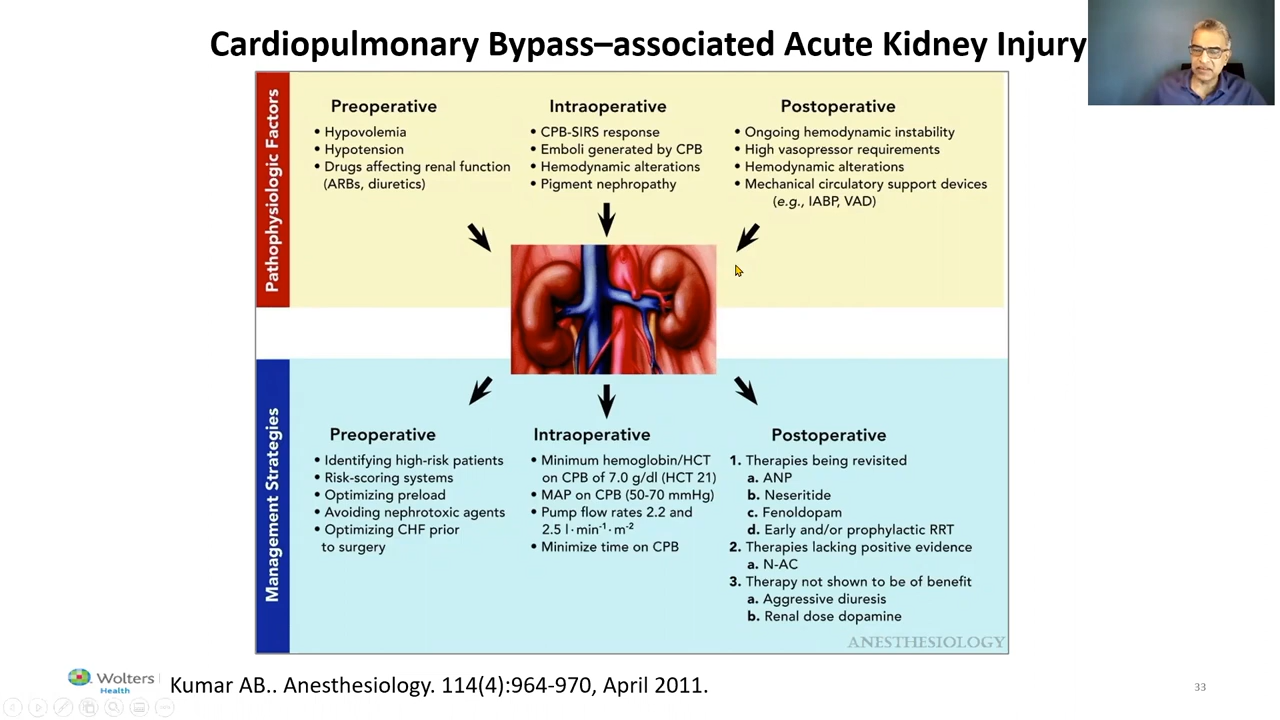 Cardiopulmonary Bypass–associated Acute Kidney Injury
Pathophysiologic Factors
Preoperative
• Hypovolemia
• Hypotension
• Drugs affecting renal function
(ARBs, diuretics)
Intraoperative
• CPB-SIRS response
• Emboli generated by CPB
• Hemodynamic alterations
• Pigment nephropathy
Postoperative
• Ongoing hemodynamic instability
• High vasopressor requirements
• Hemodynamic alterations
• Mechanical circulatory support devices
(e.g., IABP, VAD)
Management Strategies
Preoperative
• Identifying high-risk patients
• Risk-scoring systems
• Optimizing preload
• Avoiding nephrotoxic agents
• Optimizing CHF prior
to surgery
Intraoperative
• Minimum hemoglobin/HCT
on CPB of 7.0 g/dl (HCT 21)
• MAP on CPB (50-70 mmHg)
• Pump flow rates 2.2 and
2.5 l·min⁻¹·m⁻²
• Minimize time on CPB
Postoperative
1. Therapies being revisited
a. ANP
b. Neseritide
c. Fenoldopam
d. Early and/or prophylactic RRT
2. Therapies lacking positive evidence
a. N-AC
3. Therapy not shown to be of benefit
a. Aggressive diuresis
b. Renal dose dopamine
ANESTHESIOLOGY
Wolters
Health
Kumar AB.. Anesthesiology. 114(4):964-970, April 2011.
33